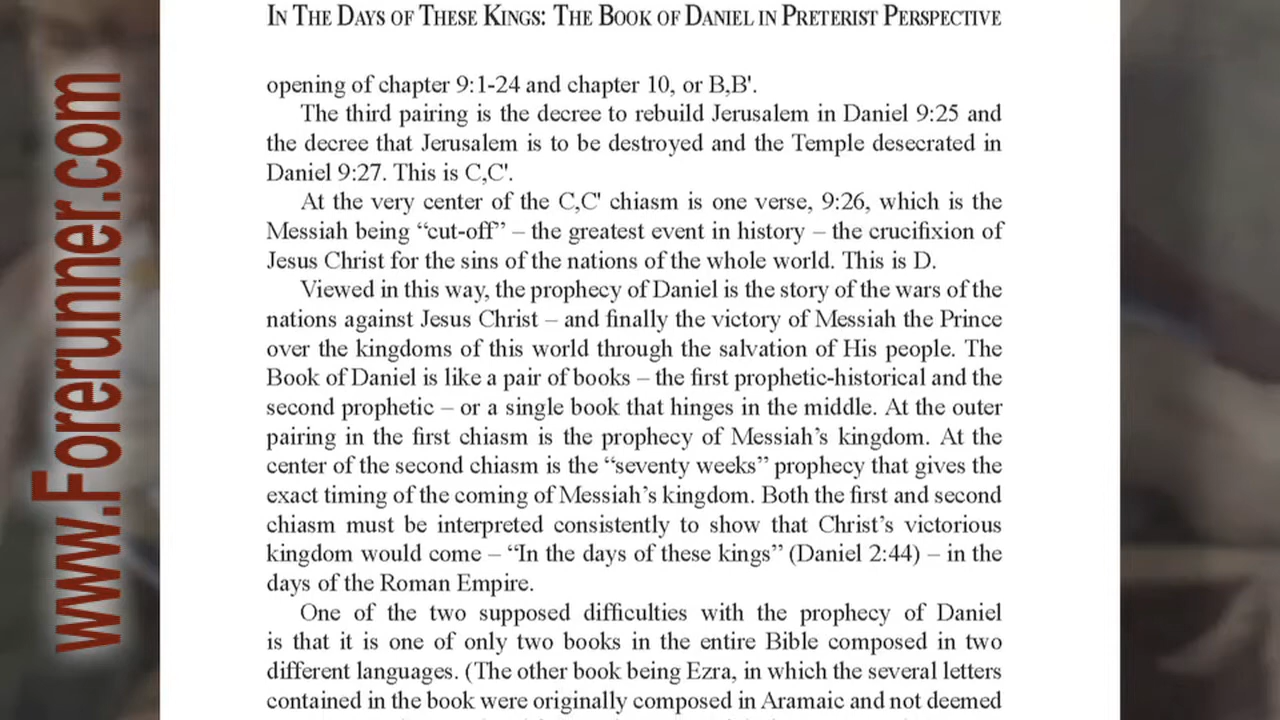 IN THE DAYS OF THESE KINGS: THE BOOK OF DANIEL IN PRETERIST PERSPECTIVE
opening of chapter 9:1-24 and chapter 10, or B,B'.
The third pairing is the decree to rebuild Jerusalem in Daniel 9:25 and
the decree that Jerusalem is to be destroyed and the Temple desecrated in
Daniel 9:27. This is C,C'.
At the very center of the C,C' chiasm is one verse, 9:26, which is the
Messiah being “cut-off” – the greatest event in history – the crucifixion of
Jesus Christ for the sins of the nations of the whole world. This is D.
Viewed in this way, the prophecy of Daniel is the story of the wars of the
nations against Jesus Christ – and finally the victory of Messiah the Prince
over the kingdoms of this world through the salvation of His people. The
Book of Daniel is like a pair of books – the first prophetic-historical and the
second prophetic – or a single book that hinges in the middle. At the outer
pairing in the first chiasm is the prophecy of Messiah’s kingdom. At the
center of the second chiasm is the “seventy weeks” prophecy that gives the
exact timing of the coming of Messiah’s kingdom. Both the first and second
chiasm must be interpreted consistently to show that Christ’s victorious
kingdom would come – “In the days of these kings” (Daniel 2:44) – in the
days of the Roman Empire.
One of the two supposed difficulties with the prophecy of Daniel
is that it is one of only two books in the entire Bible composed in two
different languages. (The other book being Ezra, in which the several letters
contained in the book were originally composed in Aramaic and not deemed
www.Forerunner.com